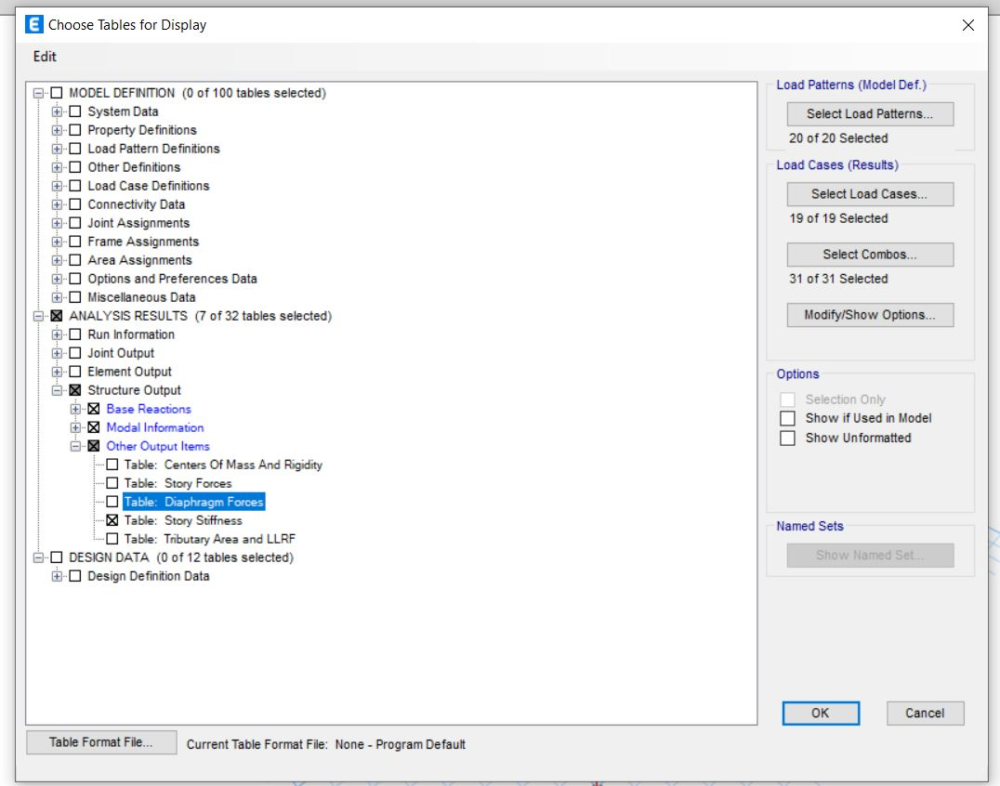 E Choose Tables for Display
Edit
MODEL DEFINITION (0 of 100 tables selected)
System Data
Property Definitions
Load Pattern Definitions
Other Definitions
Load Case Definitions
Connectivity Data
Joint Assignments
Frame Assignments
Area Assignments
Options and Preferences Data
Miscellaneous Data
ANALYSIS RESULTS (7 of 32 tables selected)
Run Information
Joint Output
Element Output
Structure Output
Base Reactions
Modal Information
Other Output Items
Table: Centers Of Mass And Rigidity
Table: Story Forces
Table: Diaphragm Forces
Table: Story Stiffness
Table: Tributary Area and LLRF
DESIGN DATA (0 of 12 tables selected)
Design Definition Data
Load Patterns (Model Def.)
Select Load Patterns...
20 of 20 Selected
Load Cases (Results)
Select Load Cases...
19 of 19 Selected
Select Combos...
31 of 31 Selected
Modify/Show Options...
Options
Selection Only
Show if Used in Model
Show Unformatted
Named Sets
Show Named Set...
OK
Cancel
Table Format File...
Current Table Format File: None - Program Default